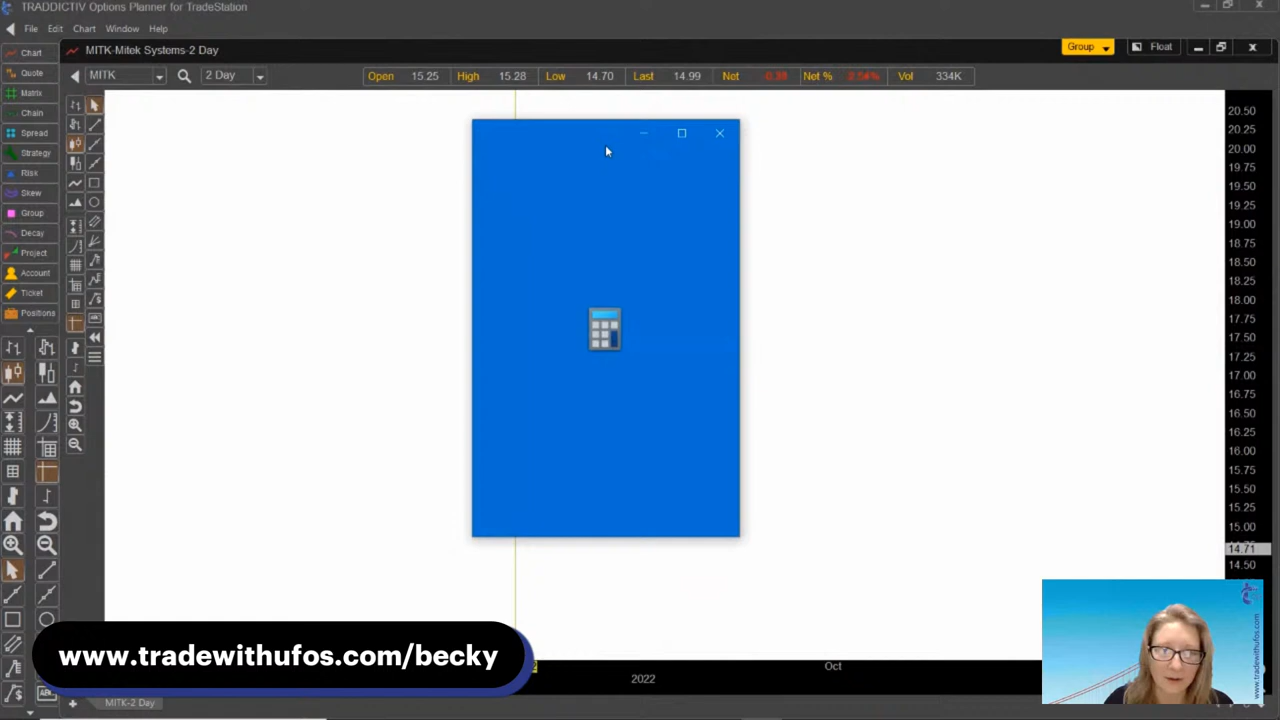 TRADDICTIV Options Planner for TradeStation
File Edit Chart Window Help
Chart
MITK-Mitek Systems-2 Day
Group
Float
Quote
MITK
2 Day
Open 15.25 High 15.28 Low 14.70 Last 14.99 Net Net % Vol 334K
Matrix
Chain
Spread
Strategy
Risk
Skew
Group
Decay
Project
Account
Ticket
Positions
20.50
20.25
20.00
19.75
19.50
19.25
19.00
18.75
18.50
18.25
18.00
17.75
17.50
17.25
17.00
16.75
16.50
16.25
16.00
15.75
15.50
15.25
15.00
14.71
14.50
www.tradewithufos.com/becky
Oct
2022
www.tradewithufos.com
MITK-2 Day
ABC